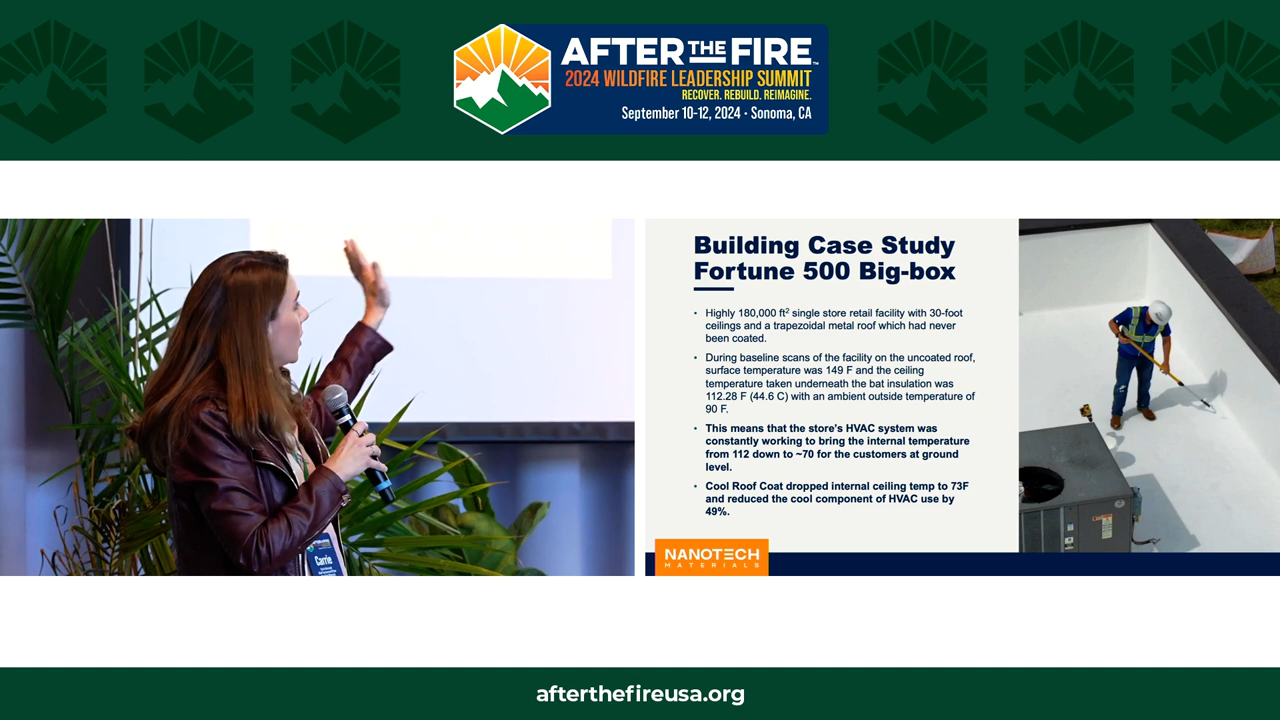 AFTER THE FIRE™
2024 WILDFIRE LEADERSHIP SUMMIT
RECOVER. REBUILD. REIMAGINE.
September 10-12, 2024 · Sonoma, CA
Carrie
Building Case Study
Fortune 500 Big-box
• Highly 180,000 ft² single store retail facility with 30-foot
ceilings and a trapezoidal metal roof which had never
been coated.
• During baseline scans of the facility on the uncoated roof,
surface temperature was 149 F and the ceiling
temperature taken underneath the bat insulation was
112.28 F (44.6 C) with an ambient outside temperature of
90 F.
• This means that the store's HVAC system was
constantly working to bring the internal temperature
from 112 down to ~70 for the customers at ground
level.
• Cool Roof Coat dropped internal ceiling temp to 73F
and reduced the cool component of HVAC use by
49%.
NANOTECH
MATERIALS
afterthefireusa.org